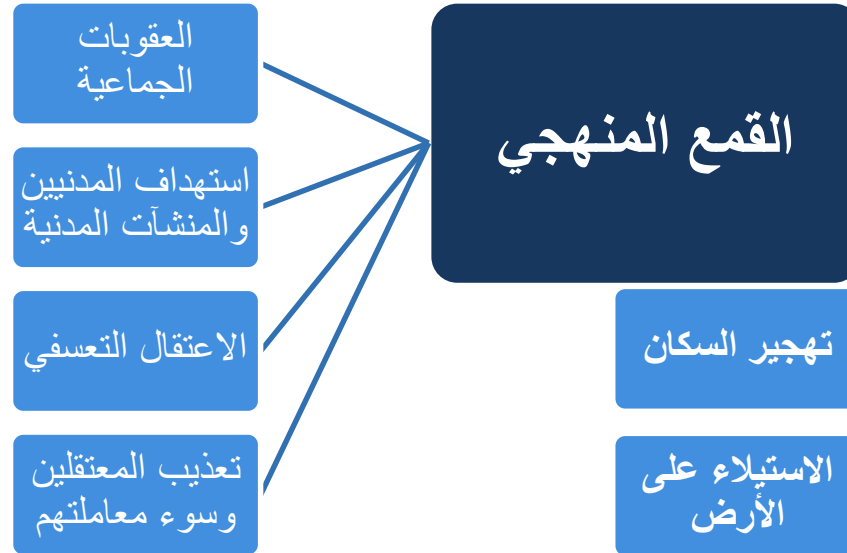 القمع المنهجي
تهجير السكان
الاستيلاء على
الأرض
العقوبات
الجماعية
استهداف المدنيين
والمنشآت المدنية
الاعتقال التعسفي
تعذيب المعتقلين
وسوء معاملتهم